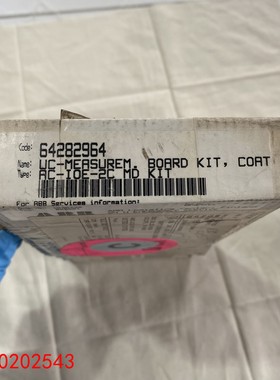 Code: 64292964
Name: UC-MEASUREM. BOARD KIT, COAT
Type: AC-IOE-2C MD KIT
For ABB Services information:
ABB
0202543